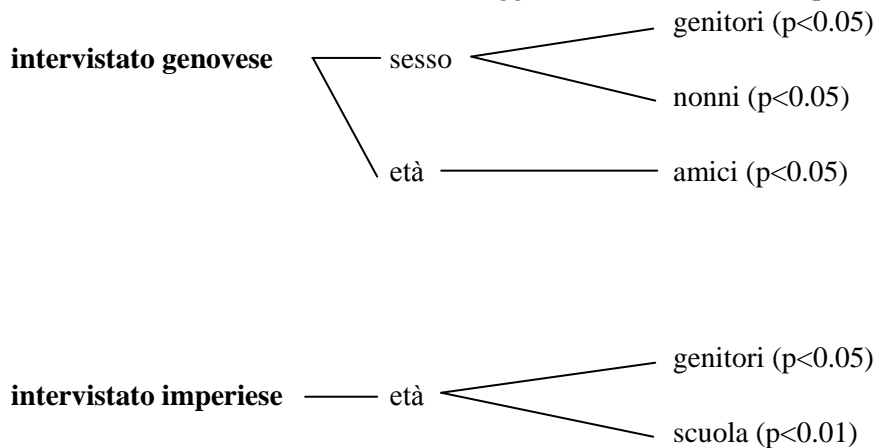 genitori (p<0.05)
intervistato genovese sesso
nonni (p<0.05)
età amici (p<0.05)
genitori (p<0.05)
intervistato imperiese età
scuola (p<0.01)